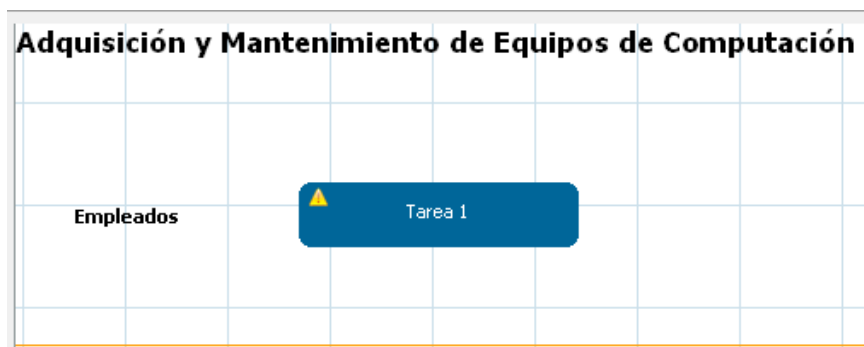 Adquisición y Mantenimiento de Equipos de Computación
Empleados
Tarea 1